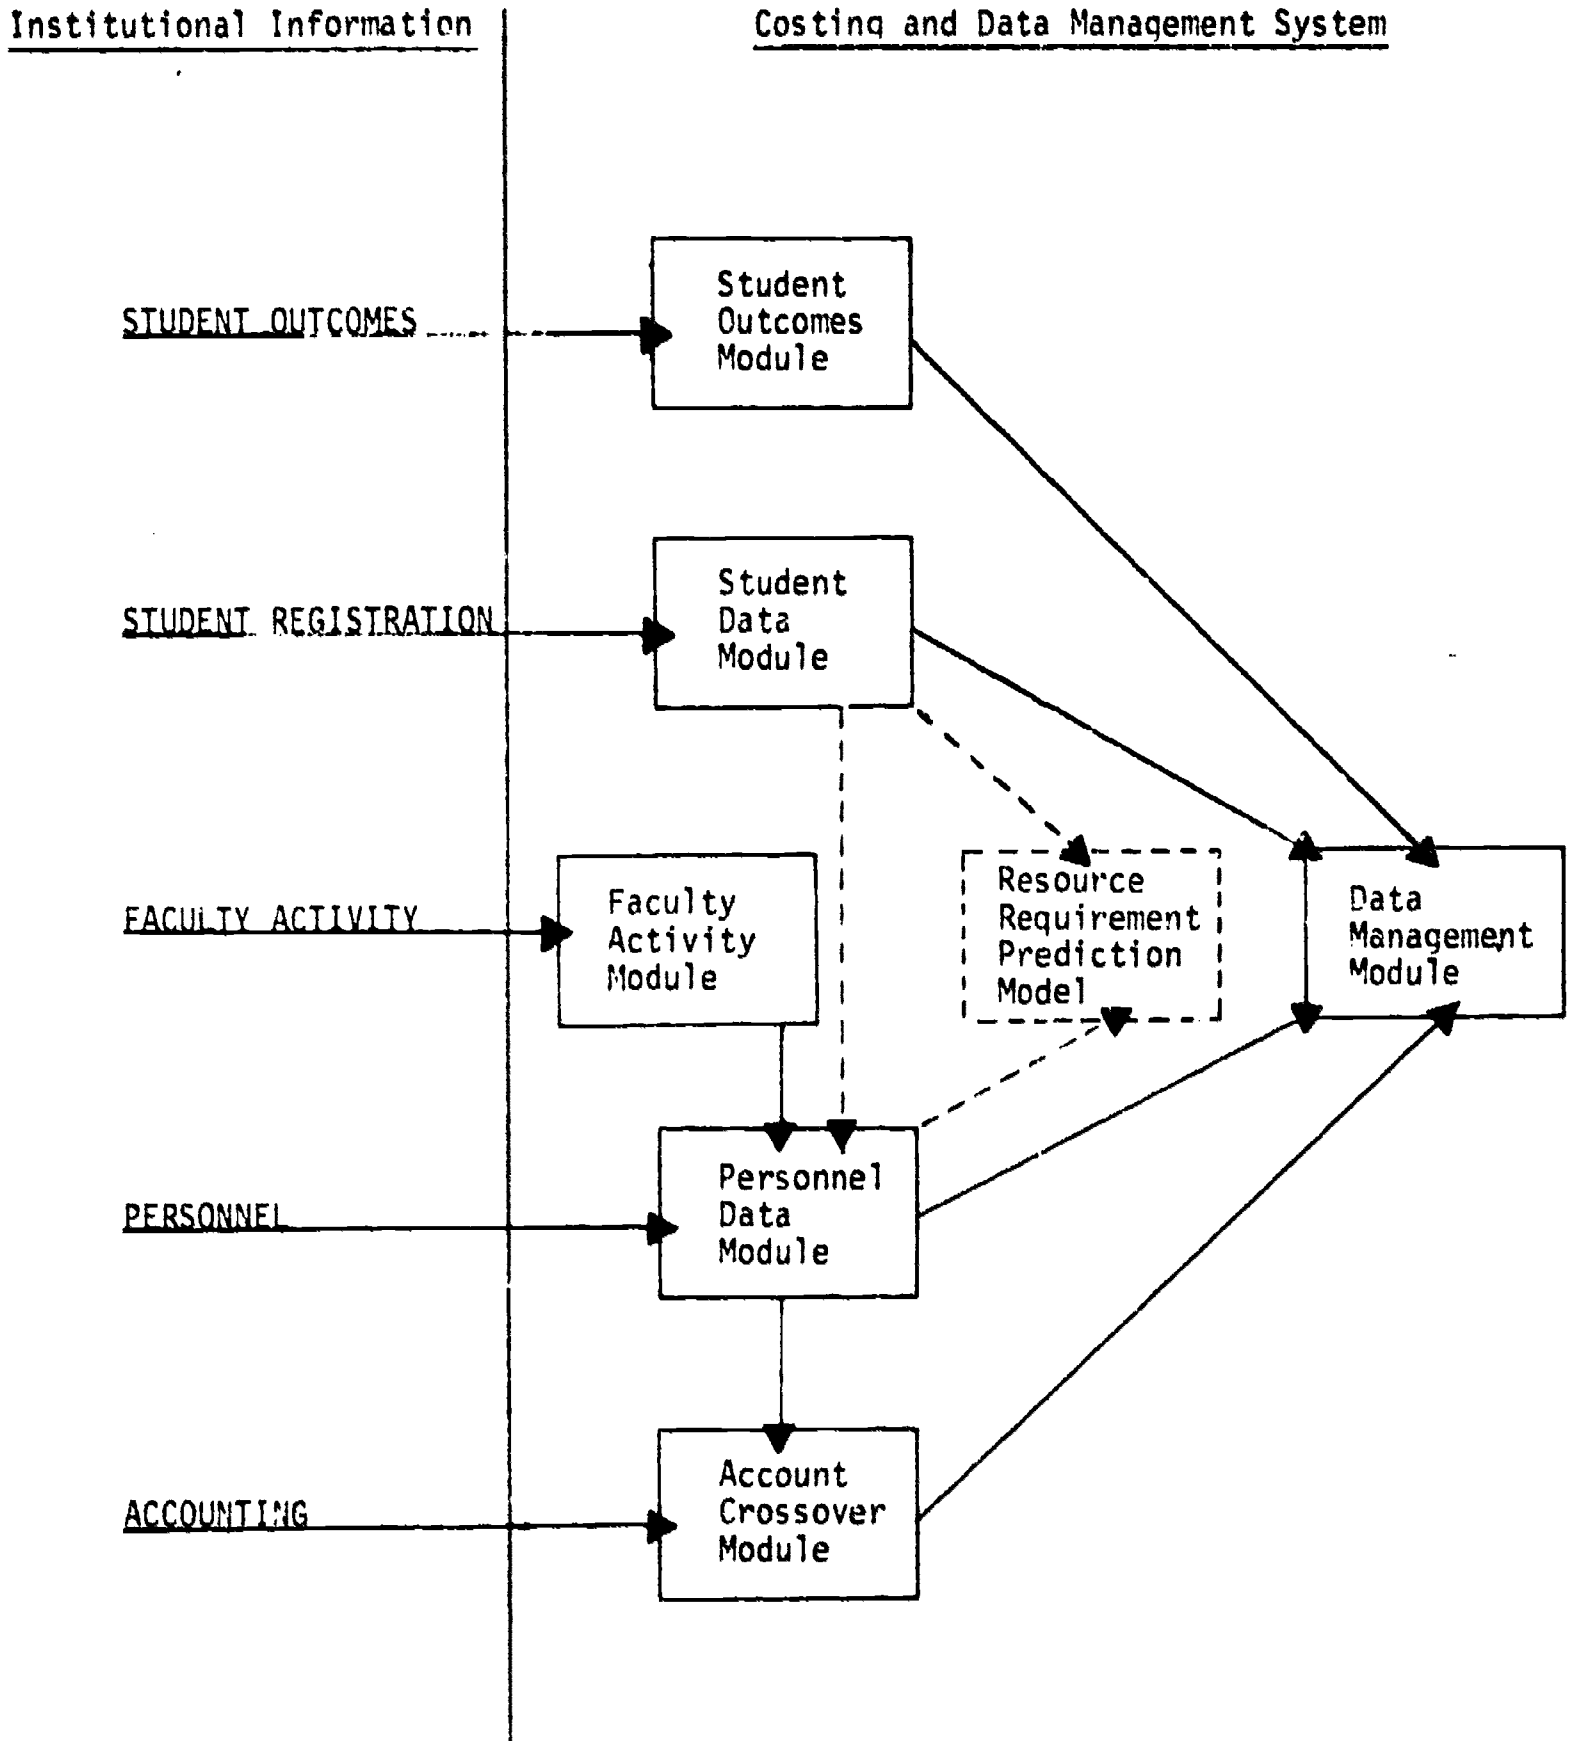 Institutional Information
Costing and Data Management System
STUDENT OUTCOMES
Student
Outcomes
Module
STUDENT REGISTRATION
Student
Data
Module
FACULTY ACTIVITY
Faculty
Activity
Module
Resource
Requirement
Prediction
Model
Data
Management
Module
PERSONNEL
Personnel
Data
Module
ACCOUNTING
Account
Crossover
Module